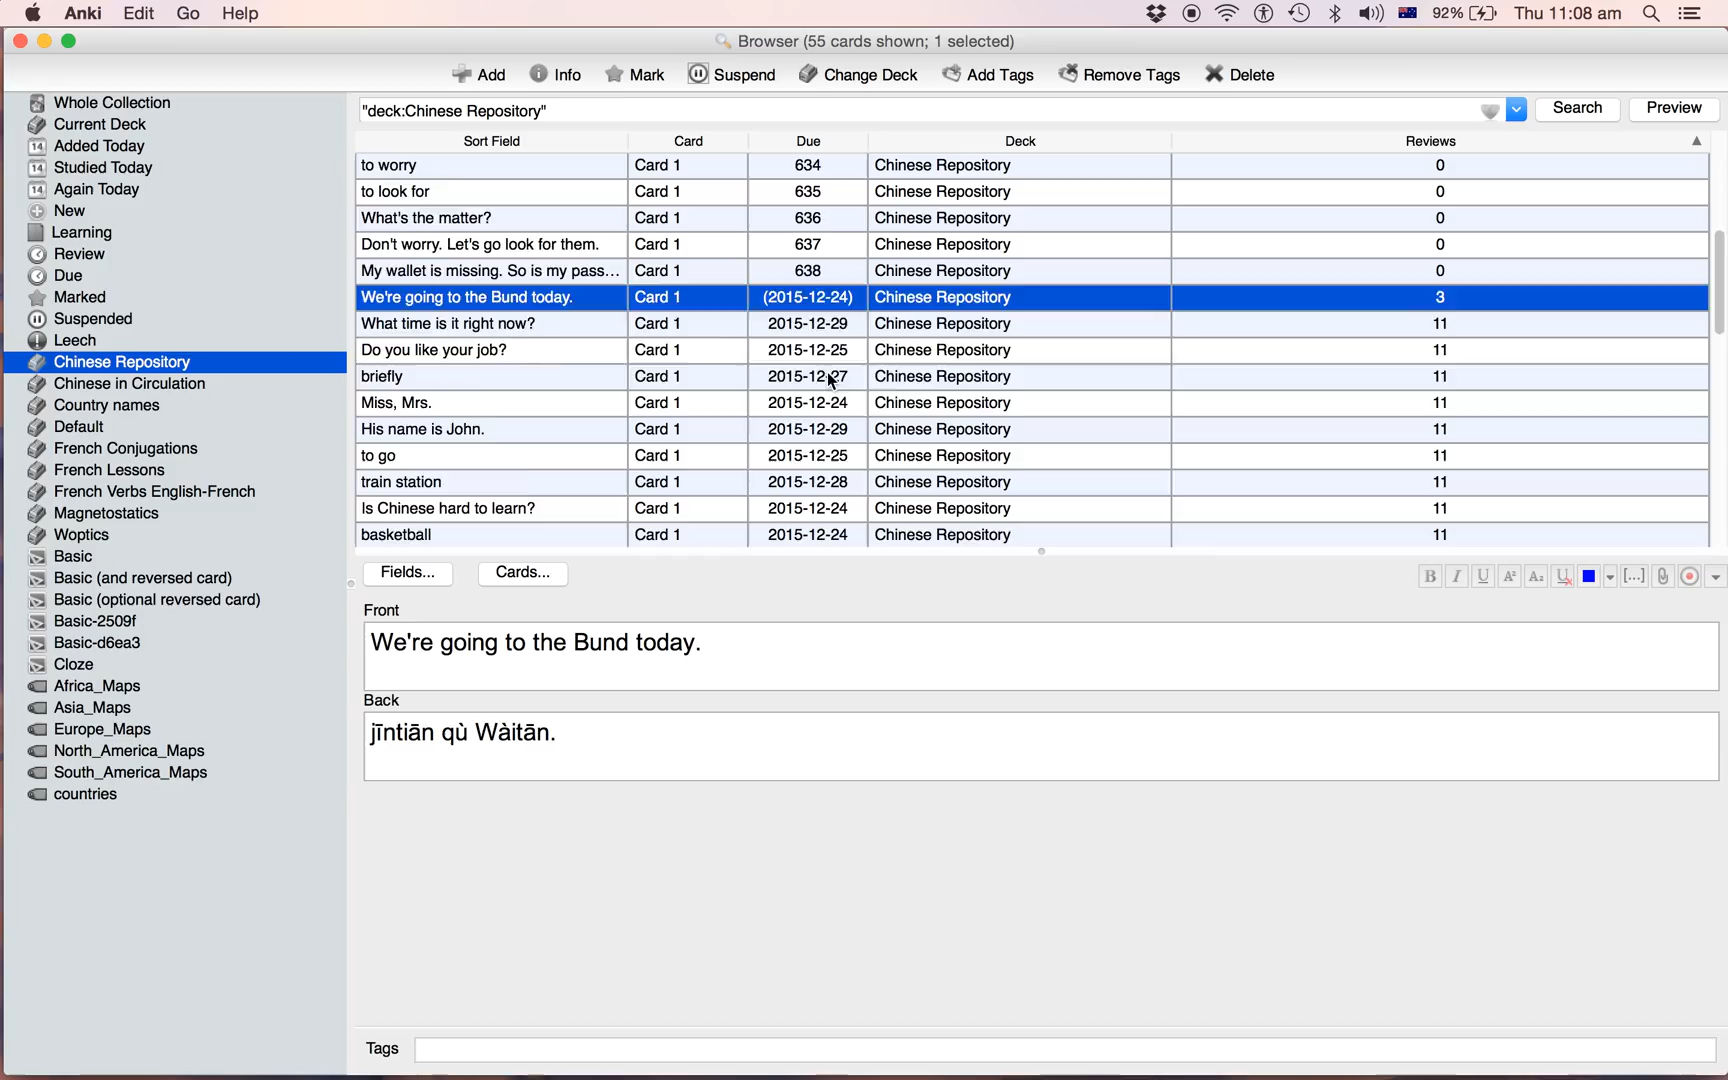 Anki Edit Go Help 92% Thu 11:08 am
Browser (55 cards shown; 1 selected)
Add Info Mark Suspend Change Deck Add Tags Remove Tags Delete
Whole Collection
Current Deck
Added Today
Studied Today
Again Today
New
Learning
Review
Due
Marked
Suspended
Leech
Chinese Repository
Chinese in Circulation
Country names
Default
French Conjugations
French Lessons
French Verbs English-French
Magnetostatics
Woptics
Basic
Basic (and reversed card)
Basic (optional reversed card)
Basic-2509f
Basic-d6ea3
Cloze
Africa_Maps
Asia_Maps
Europe_Maps
North_America_Maps
South_America_Maps
countries
"deck:Chinese Repository" Search Preview
Sort Field Card Due Deck Reviews
to worry Card 1 634 Chinese Repository 0
to look for Card 1 635 Chinese Repository 0
What's the matter? Card 1 636 Chinese Repository 0
Don't worry. Let's go look for them. Card 1 637 Chinese Repository 0
My wallet is missing. So is my pass... Card 1 638 Chinese Repository 0
We're going to the Bund today. Card 1 (2015-12-24) Chinese Repository 3
What time is it right now? Card 1 2015-12-29 Chinese Repository 11
Do you like your job? Card 1 2015-12-25 Chinese Repository 11
briefly Card 1 2015-12-27 Chinese Repository 11
Miss, Mrs. Card 1 2015-12-24 Chinese Repository 11
His name is John. Card 1 2015-12-29 Chinese Repository 11
to go Card 1 2015-12-25 Chinese Repository 11
train station Card 1 2015-12-28 Chinese Repository 11
Is Chinese hard to learn? Card 1 2015-12-24 Chinese Repository 11
basketball Card 1 2015-12-24 Chinese Repository 11
Fields... Cards... B I U A² A₂ U [...]
Front
We're going to the Bund today.
Back
jīntiān qù Wàitān.
Tags